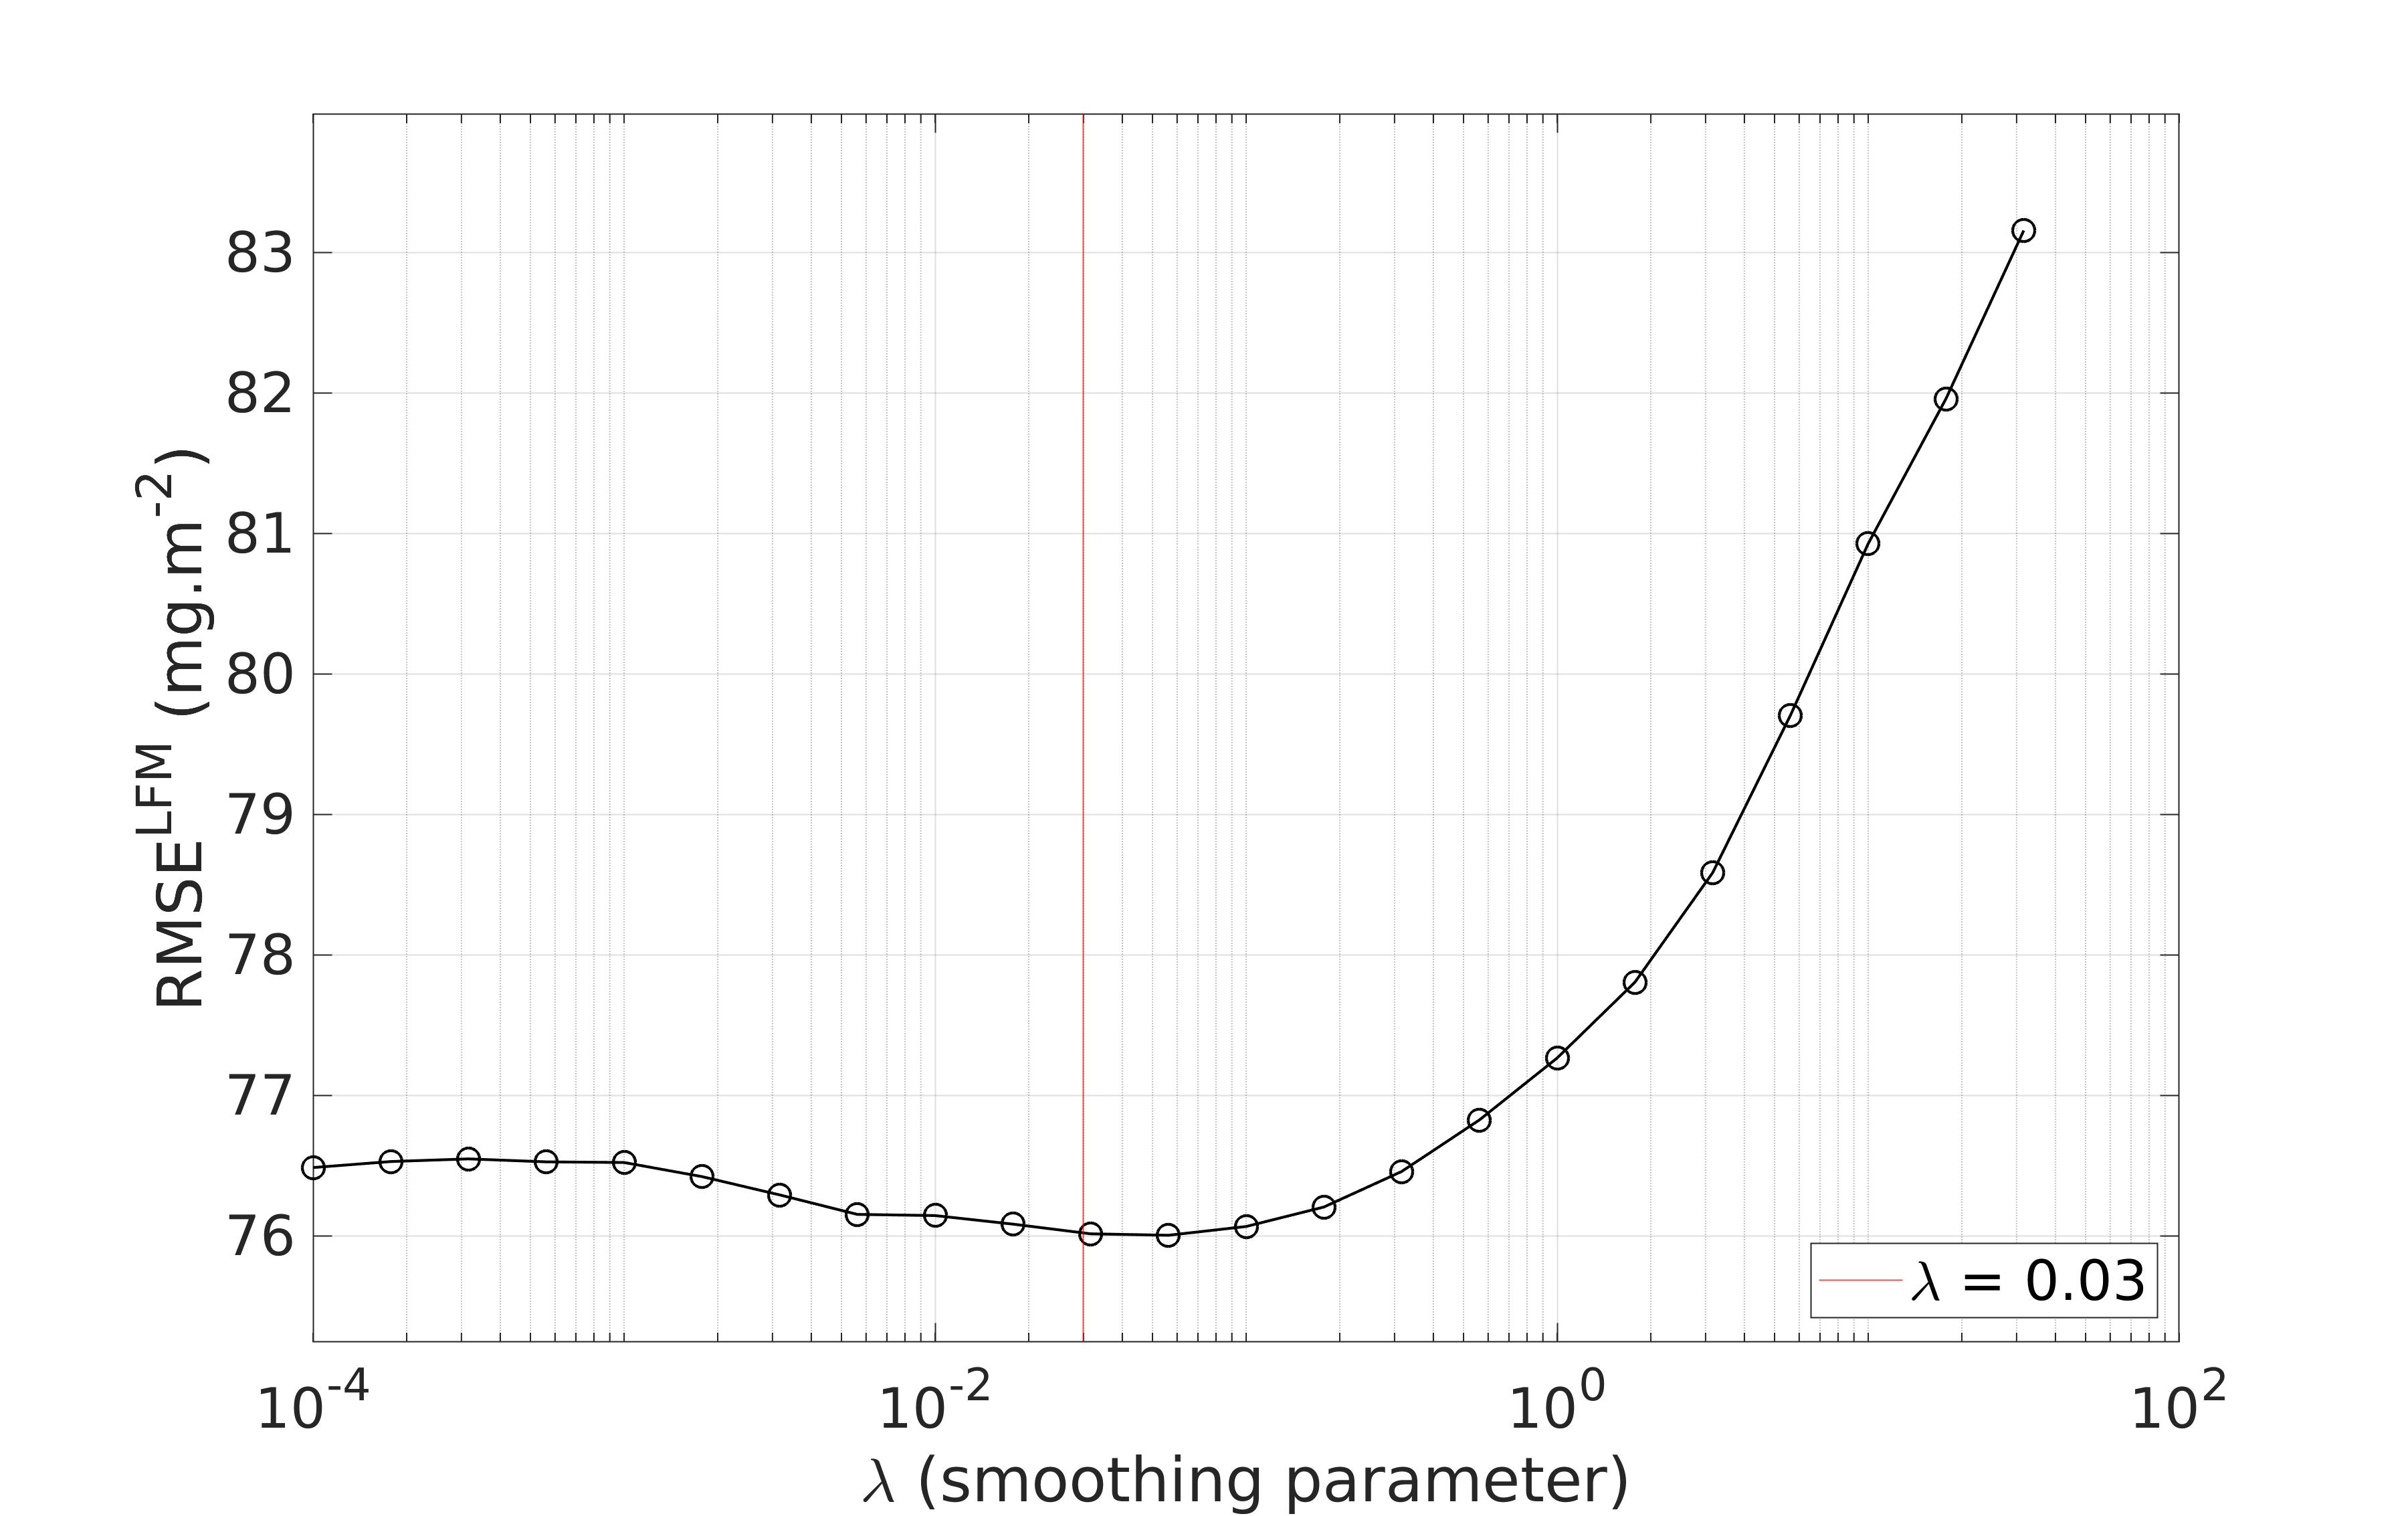 RMSE^LFM (mg.m^-2)
83
82
81
80
79
78
77
76
λ = 0.03
10^-4 10^-2 10^0 10^2
λ (smoothing parameter)